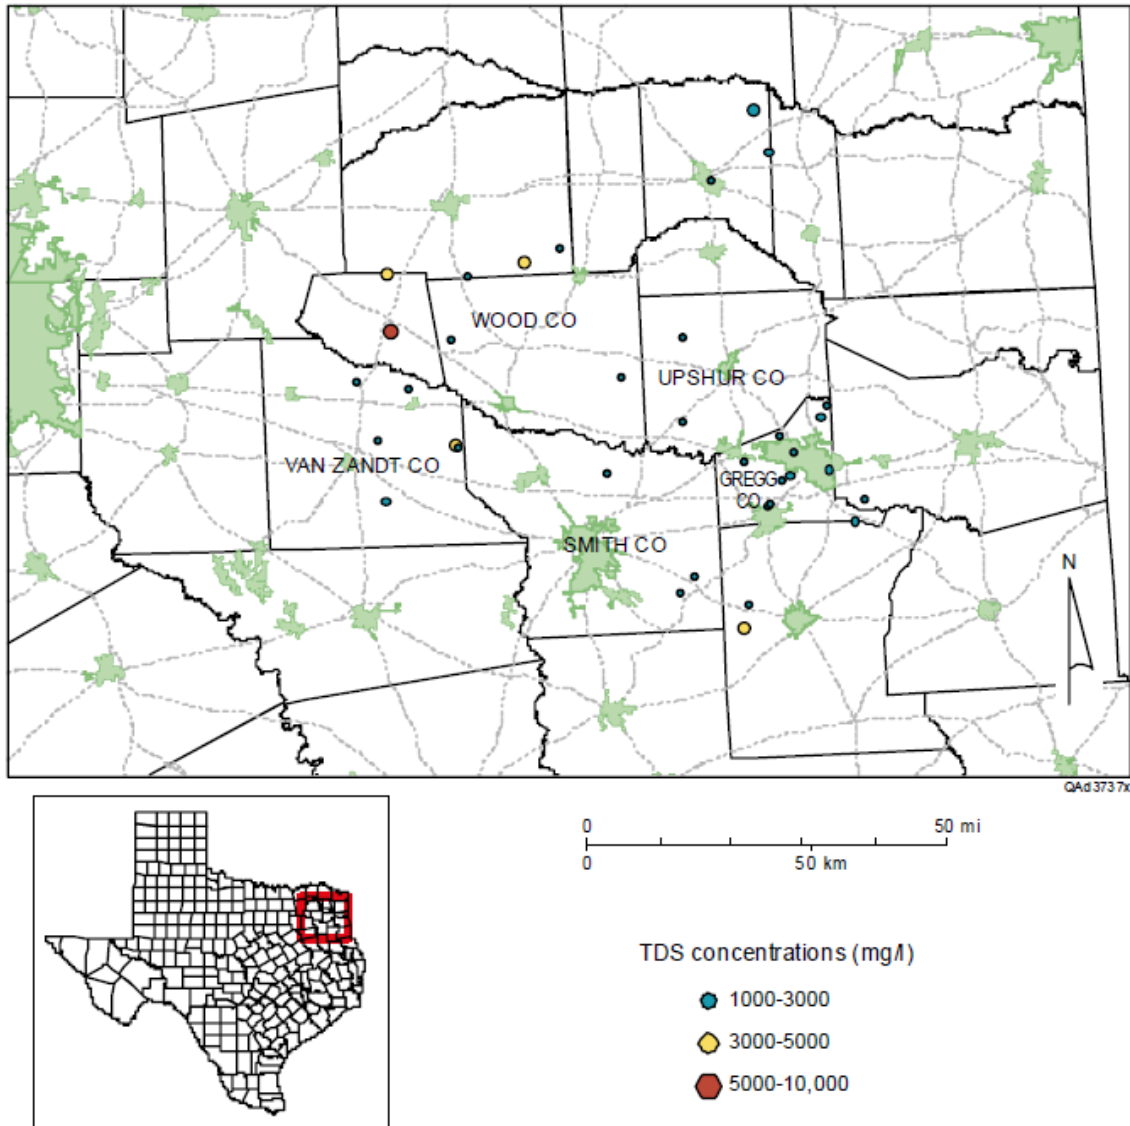 WOOD CO
UPSHUR CO
VAN ZANDT CO
GREGG
CO
SMITH CO
N
QAd3737x
0 50 mi
0 50 km
TDS concentrations (mg/l)
1000-3000
3000-5000
5000-10,000